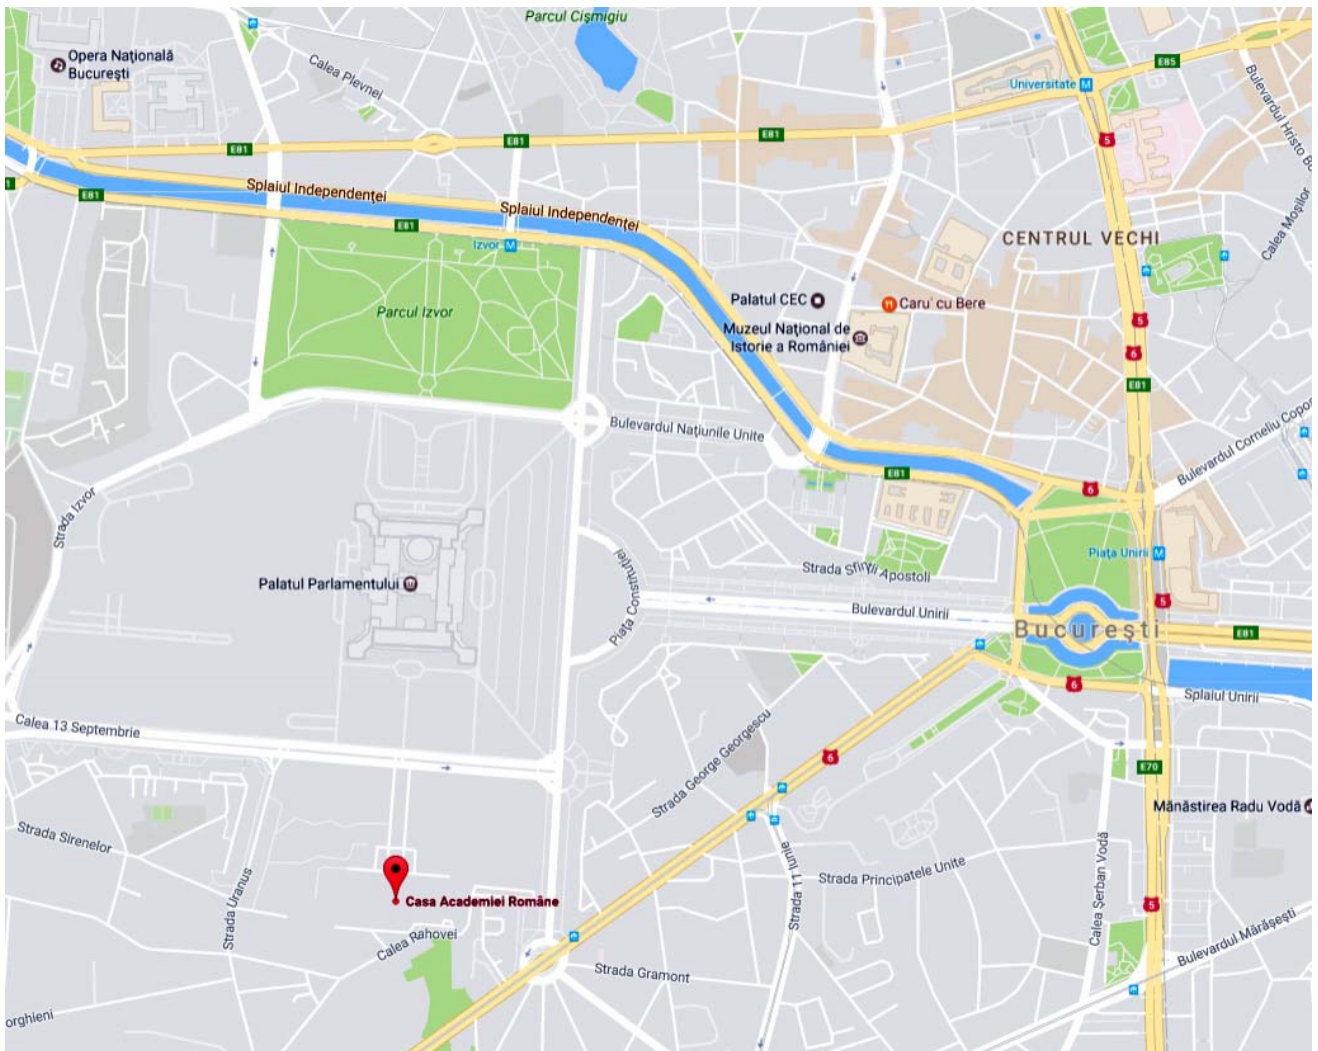 Parcul Cișmigiu
Opera Națională
București
Calea Plevnei
E85
Universitate M
Bulevardul Hristo Bo
E81
E81
E81
5
1
E81
Splaiul Independenței
Splaiul Independenței
E81
Izvor M
CENTRUL VECHI
Calea Moșilor
Palatul CEC
Caru' cu Bere
Parcul Izvor
Muzeul Național de
Istorie a României
5
6
E81
Bulevardul Națiunile Unite
Bulevardul Corneliu Copo
E81
6
Strada Izvor
Piața Unirii M
Palatul Parlamentului
Piața Constituției
Strada Sfinții Apostoli
Bulevardul Unirii
5
București
E81
6
Splaiul Unirii
Calea 13 Septembrie
Strada George Georgescu
6
E70
Mănăstirea Radu Vodă
Strada Sirenelor
Strada Uranus
Casa Academiei Române
Strada 11 Iunie
Strada Principatele Unite
Calea Șerban Vodă
5
Calea Rahovei
Strada Gramont
Bulevardul Mărășești
orghieni